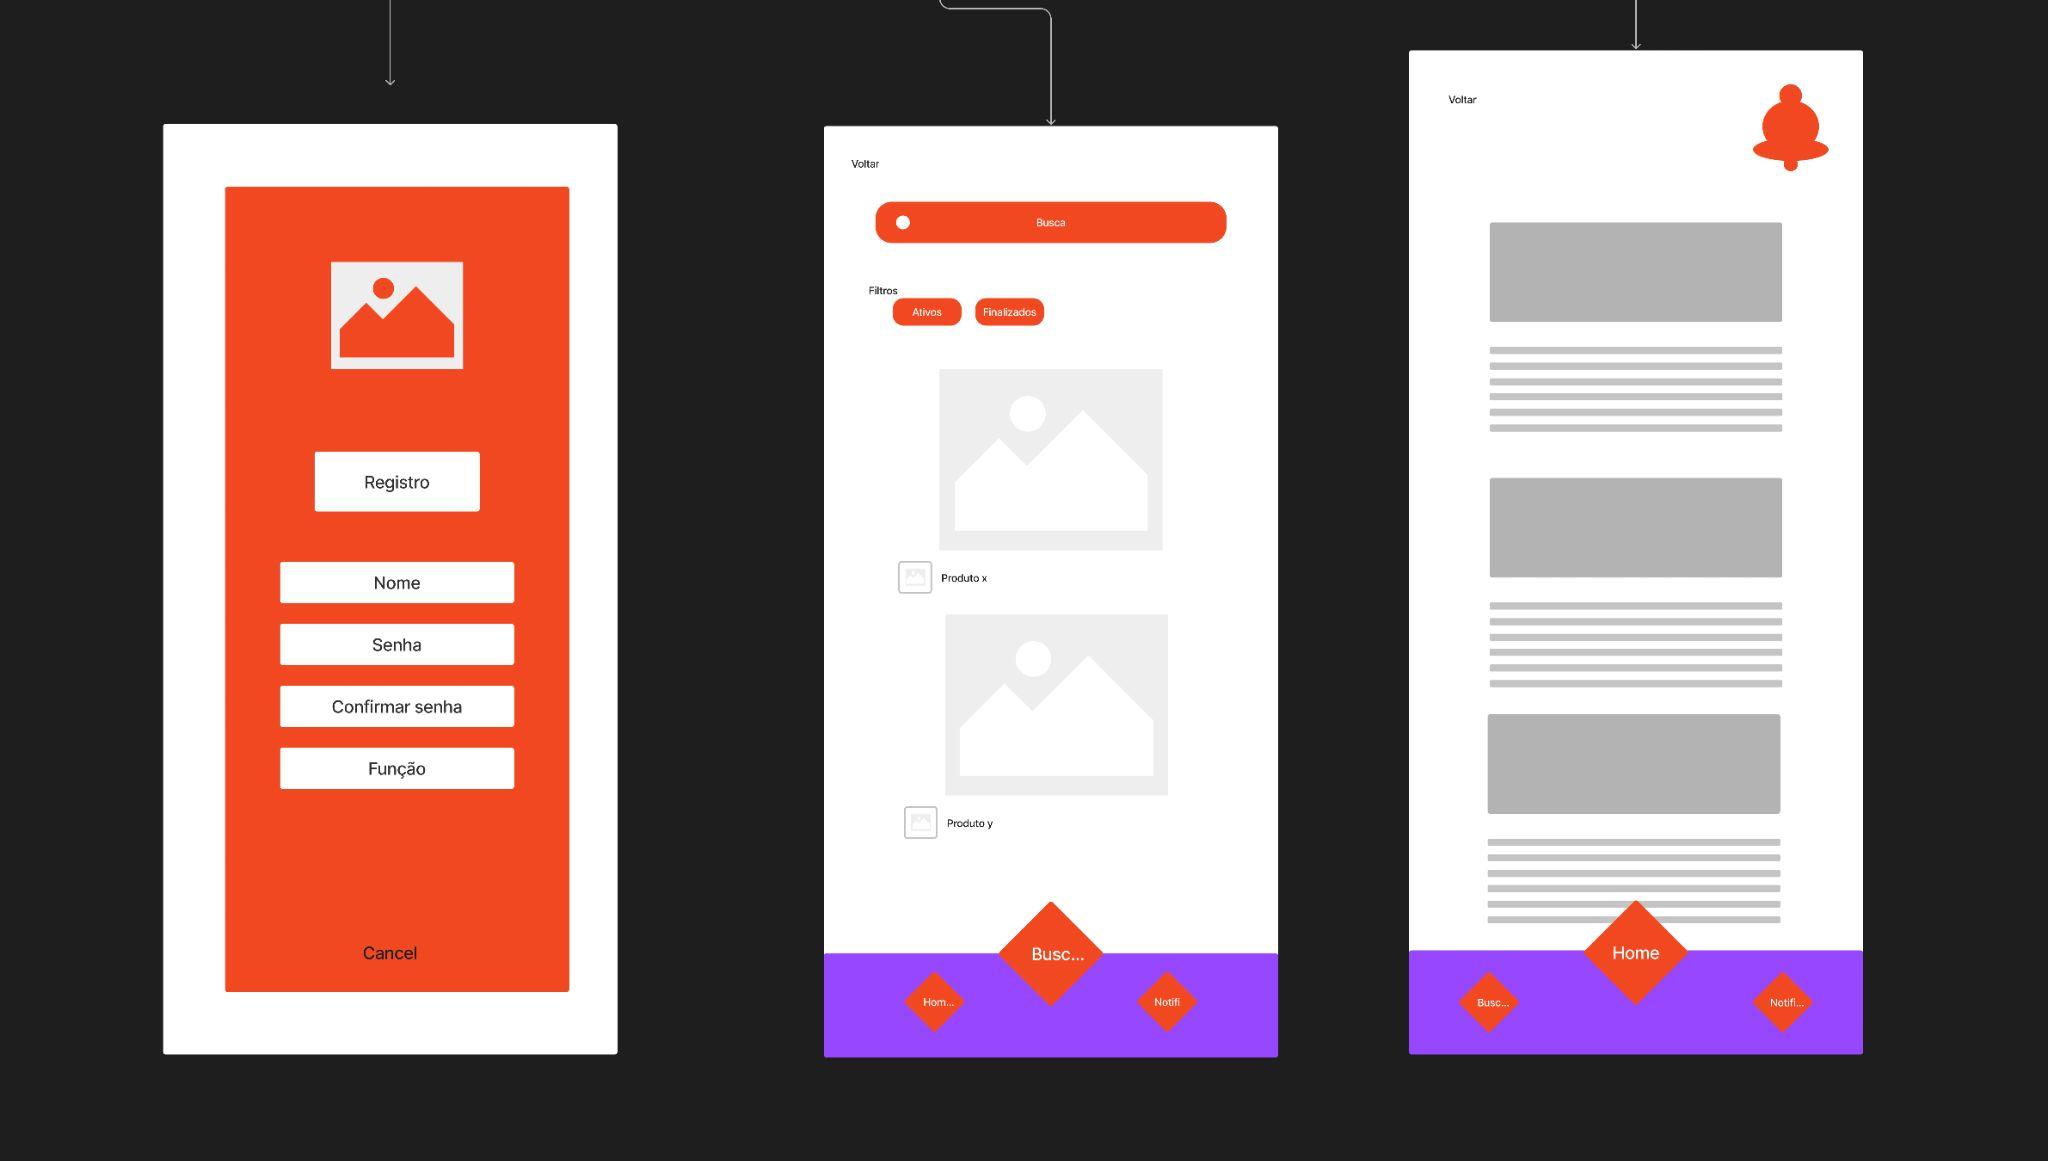 Registro
Nome
Senha
Confirmar senha
Função
Cancel
Voltar
Busca
Filtros
Ativos
Finalizados
Produto x
Produto y
Busc...
Hom...
Notifi
Voltar
Home
Busc...
Notifi...